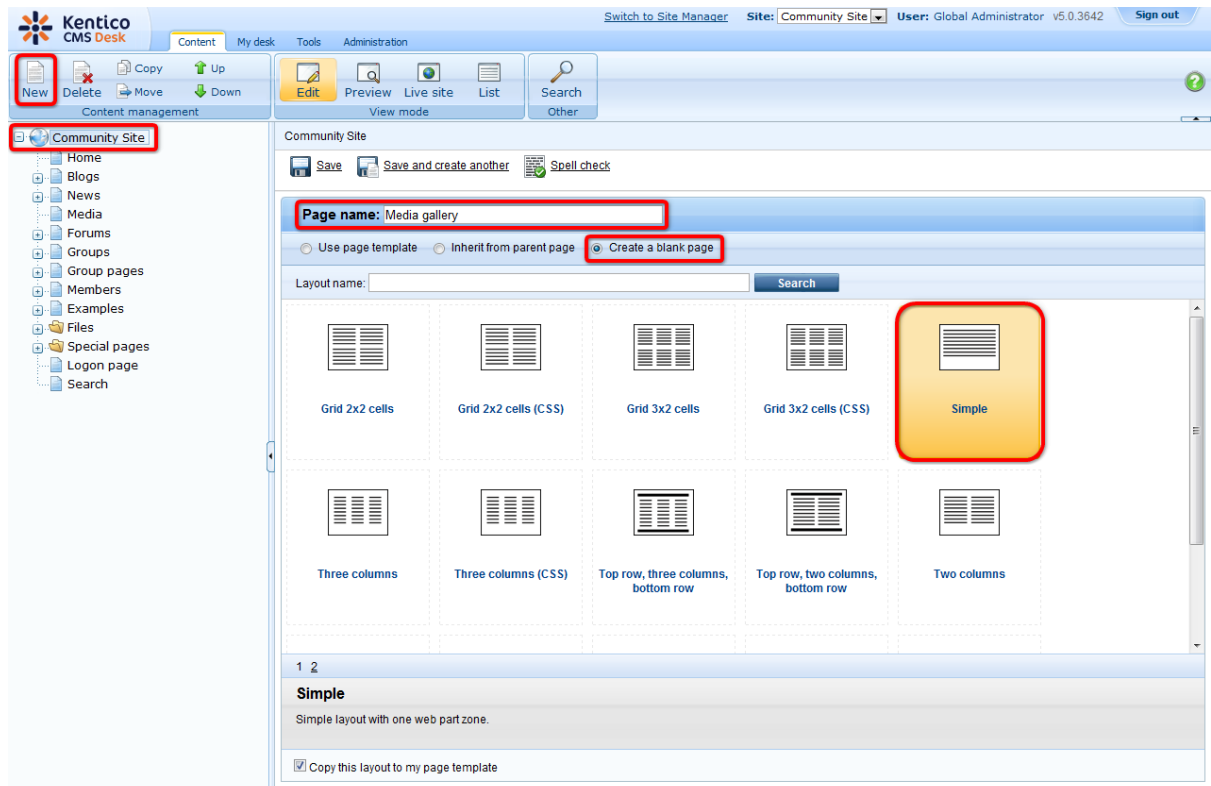 Kentico
CMS Desk
Switch to Site Manager Site: Community Site User: Global Administrator v5.0.3642 Sign out
Content My desk Tools Administration
Copy Up
New Delete Move Down Edit Preview Live site List Search
Content management View mode Other
Community Site
Home
Blogs
News
Media
Forums
Groups
Group pages
Members
Examples
Files
Special pages
Logon page
Search
Community Site
Save Save and create another Spell check
Page name: Media gallery
Use page template Inherit from parent page Create a blank page
Layout name: Search
Grid 2x2 cells Grid 2x2 cells (CSS) Grid 3x2 cells Grid 3x2 cells (CSS) Simple
Three columns Three columns (CSS) Top row, three columns, Top row, two columns, Two columns
bottom row bottom row
1 2
Simple
Simple layout with one web part zone.
Copy this layout to my page template